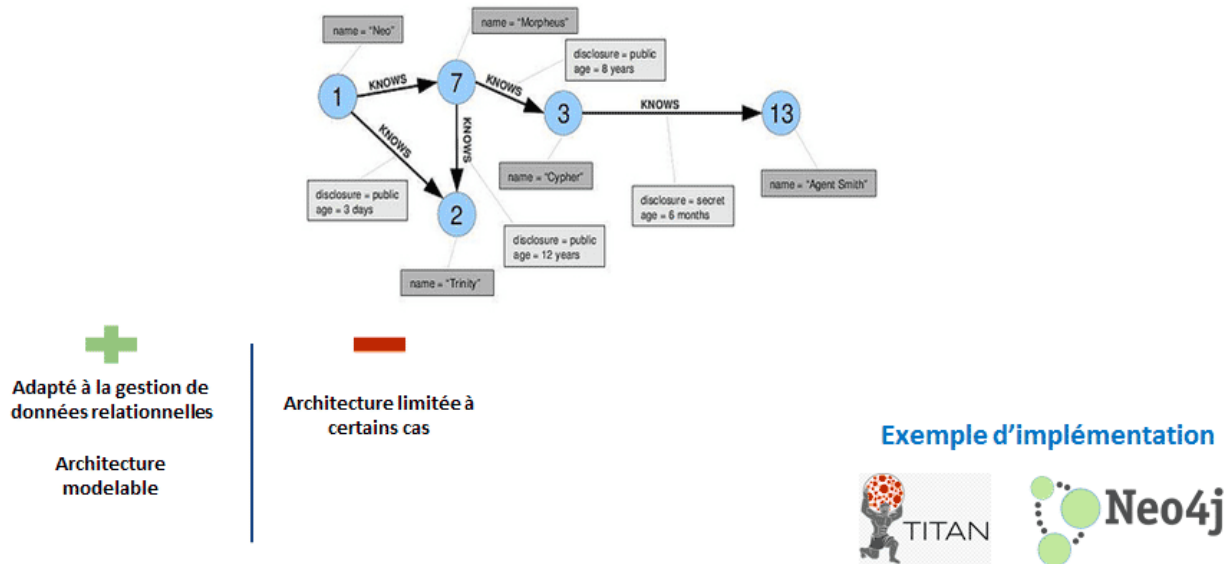 name = "Neo"
name = "Morpheus"
disclosure = public
age = 8 years
1
KNOWS
7
KNOWS
3
KNOWS
13
KNOWS
KNOWS
name = "Cypher"
name = "Agent Smith"
disclosure = public
age = 3 days
2
disclosure = secret
age = 6 months
disclosure = public
age = 12 years
name = "Trinity"
Adapté à la gestion de
données relationnelles
Architecture
modelable
Architecture limitée à
certains cas
Exemple d'implémentation
TITAN
Neo4j